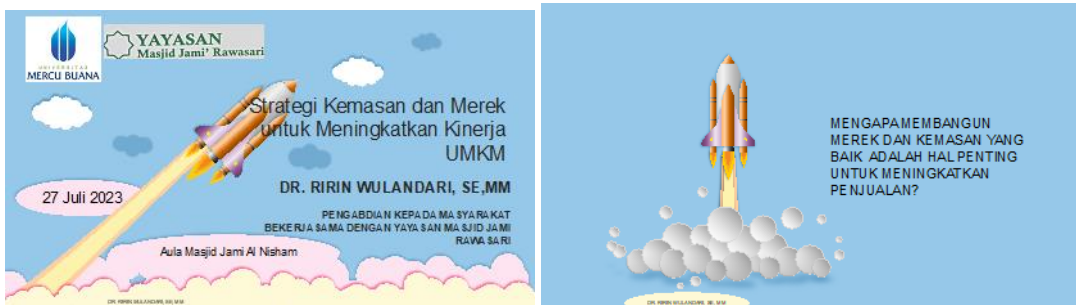 UNIVERSITAS
MERCU BUANA
YAYASAN
Masjid Jami' Rawasari
Strategi Kemasan dan Merek
untuk Meningkatkan Kinerja
UMKM
27 Juli 2023
DR. RIRIN WULANDARI, SE,MM
PENGABDIAN KEPADA MASYARAKAT
BEKERJA SAMA DENGAN YAYASAN MASJID JAMI
RAWASARI
Aula Masjid Jami Al Nisham
DR. RIRIN WULANDARI, SE, MM
MENGAPA MEMBANGUN
MEREK DAN KEMASAN YANG
BAIK ADALAH HAL PENTING
UNTUK MENINGKATKAN
PENJUALAN?
DR. RIRIN WULANDARI, SE, MM